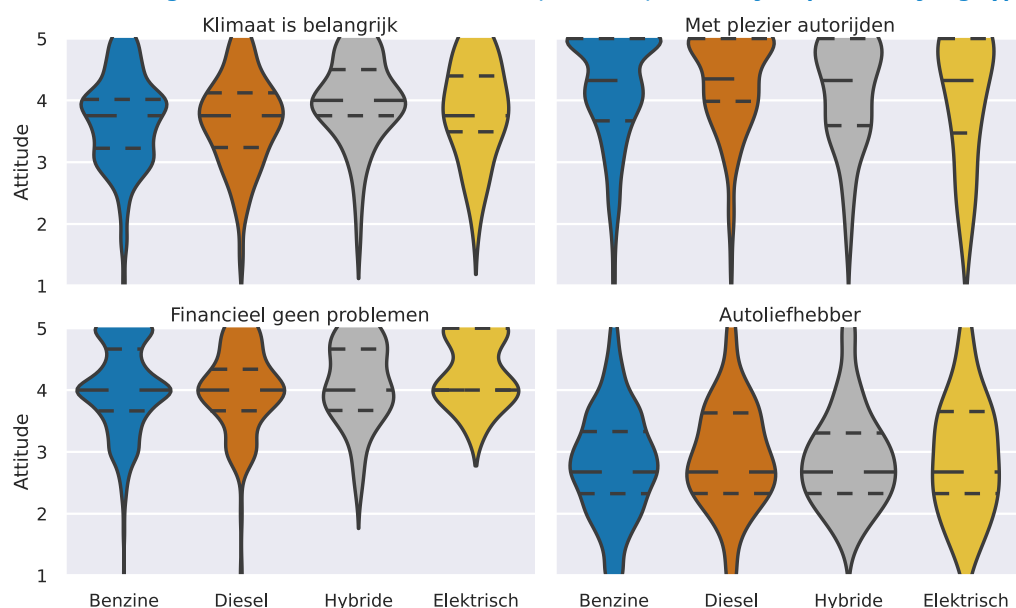 Klimaat is belangrijk
Met plezier autorijden
5
4
3
2
1
Attitude
Financieel geen problemen
Autoliefhebber
5
4
3
2
1
Attitude
Benzine Diesel Hybride Elektrisch
Benzine Diesel Hybride Elektrisch